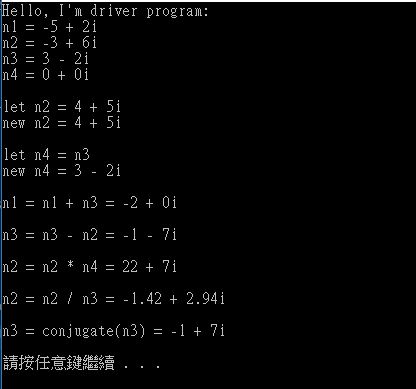 Hello, I'm driver program:
n1 = -5 + 2i
n2 = -3 + 6i
n3 = 3 - 2i
n4 = 0 + 0i
let n2 = 4 + 5i
new n2 = 4 + 5i
let n4 = n3
new n4 = 3 - 2i
n1 = n1 + n3 = -2 + 0i
n3 = n3 - n2 = -1 - 7i
n2 = n2 * n4 = 22 + 7i
n2 = n2 / n3 = -1.42 + 2.94i
n3 = conjugate(n3) = -1 + 7i
請按任意鍵繼續 . . .